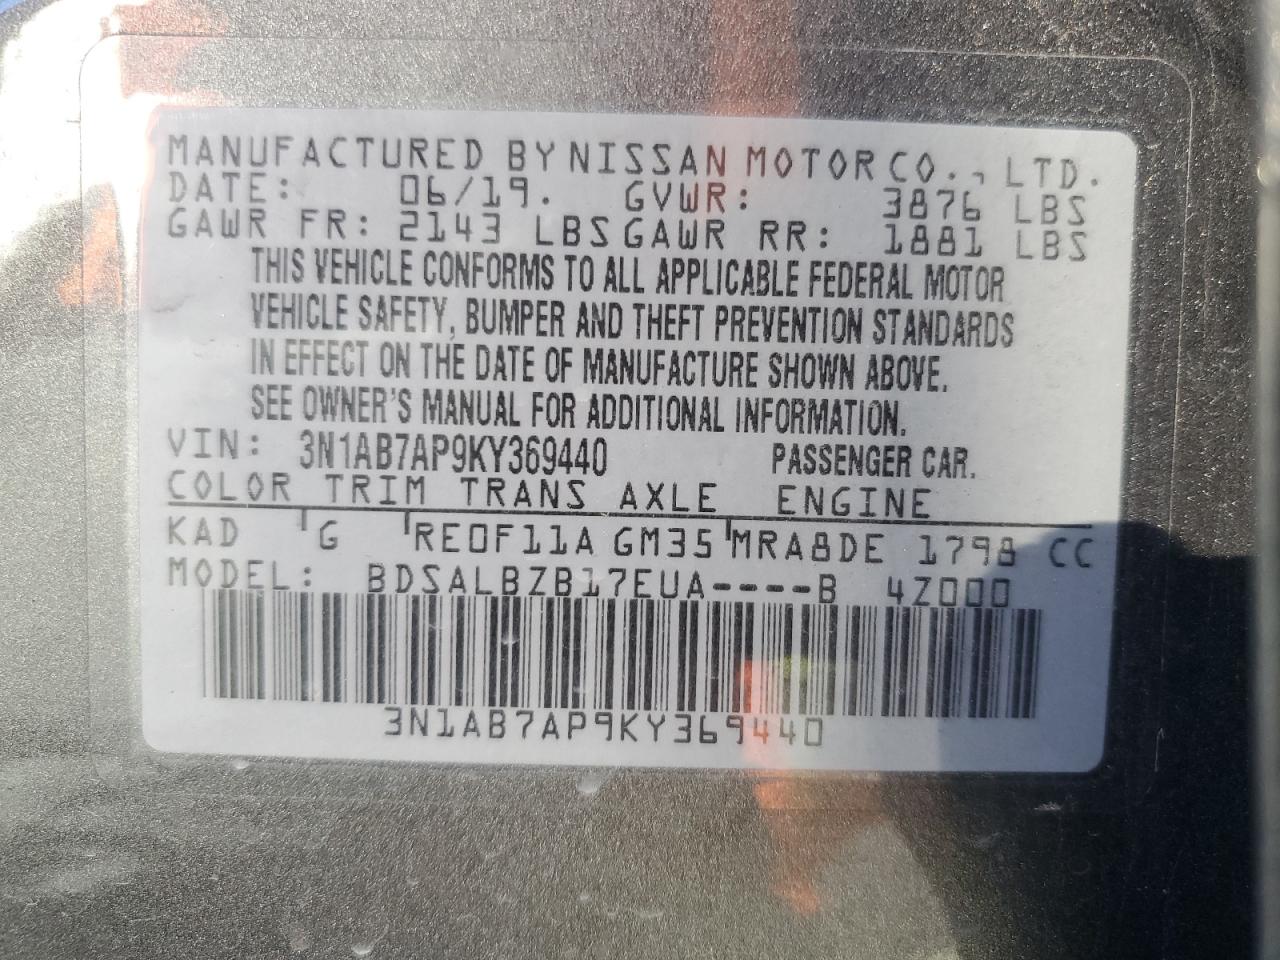 MANUFACTURED BY NISSAN MOTOR CO., LTD.
DATE: 06/19. GVWR: 3876 LBS
GAWR FR: 2143 LBS GAWR RR: 1881 LBS
THIS VEHICLE CONFORMS TO ALL APPLICABLE FEDERAL MOTOR
VEHICLE SAFETY, BUMPER AND THEFT PREVENTION STANDARDS
IN EFFECT ON THE DATE OF MANUFACTURE SHOWN ABOVE.
SEE OWNER'S MANUAL FOR ADDITIONAL INFORMATION.
VIN: 3N1AB7AP9KY369440 PASSENGER CAR.
COLOR TRIM TRANS AXLE ENGINE
KAD G RE0F11A GM35 MRA8DE 1798 CC
MODEL: BDSALBZB17EUA----B 4Z000
3N1AB7AP9KY369440